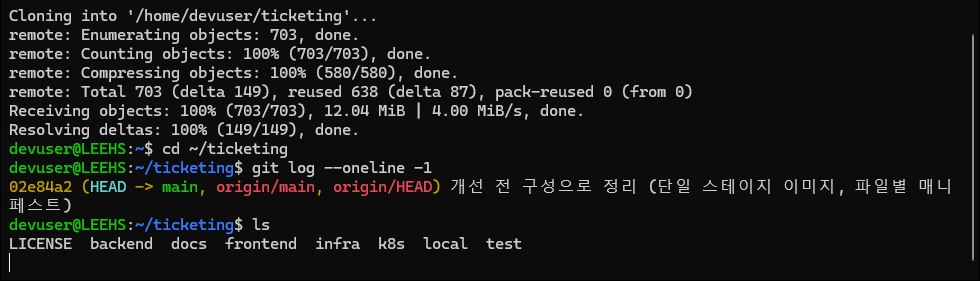 Cloning into '/home/devuser/ticketing'...
remote: Enumerating objects: 703, done.
remote: Counting objects: 100% (703/703), done.
remote: Compressing objects: 100% (580/580), done.
remote: Total 703 (delta 149), reused 638 (delta 87), pack-reused 0 (from 0)
Receiving objects: 100% (703/703), 12.04 MiB | 4.00 MiB/s, done.
Resolving deltas: 100% (149/149), done.
devuser@LEEHS:~$ cd ~/ticketing
devuser@LEEHS:~/ticketing$ git log --oneline -1
02e84a2 (HEAD -> main, origin/main, origin/HEAD) 개선 전 구성으로 정리 (단일 스테이지 이미지, 파일별 매니
페스트)
devuser@LEEHS:~/ticketing$ ls
LICENSE  backend  docs  frontend  infra  k8s  local  test